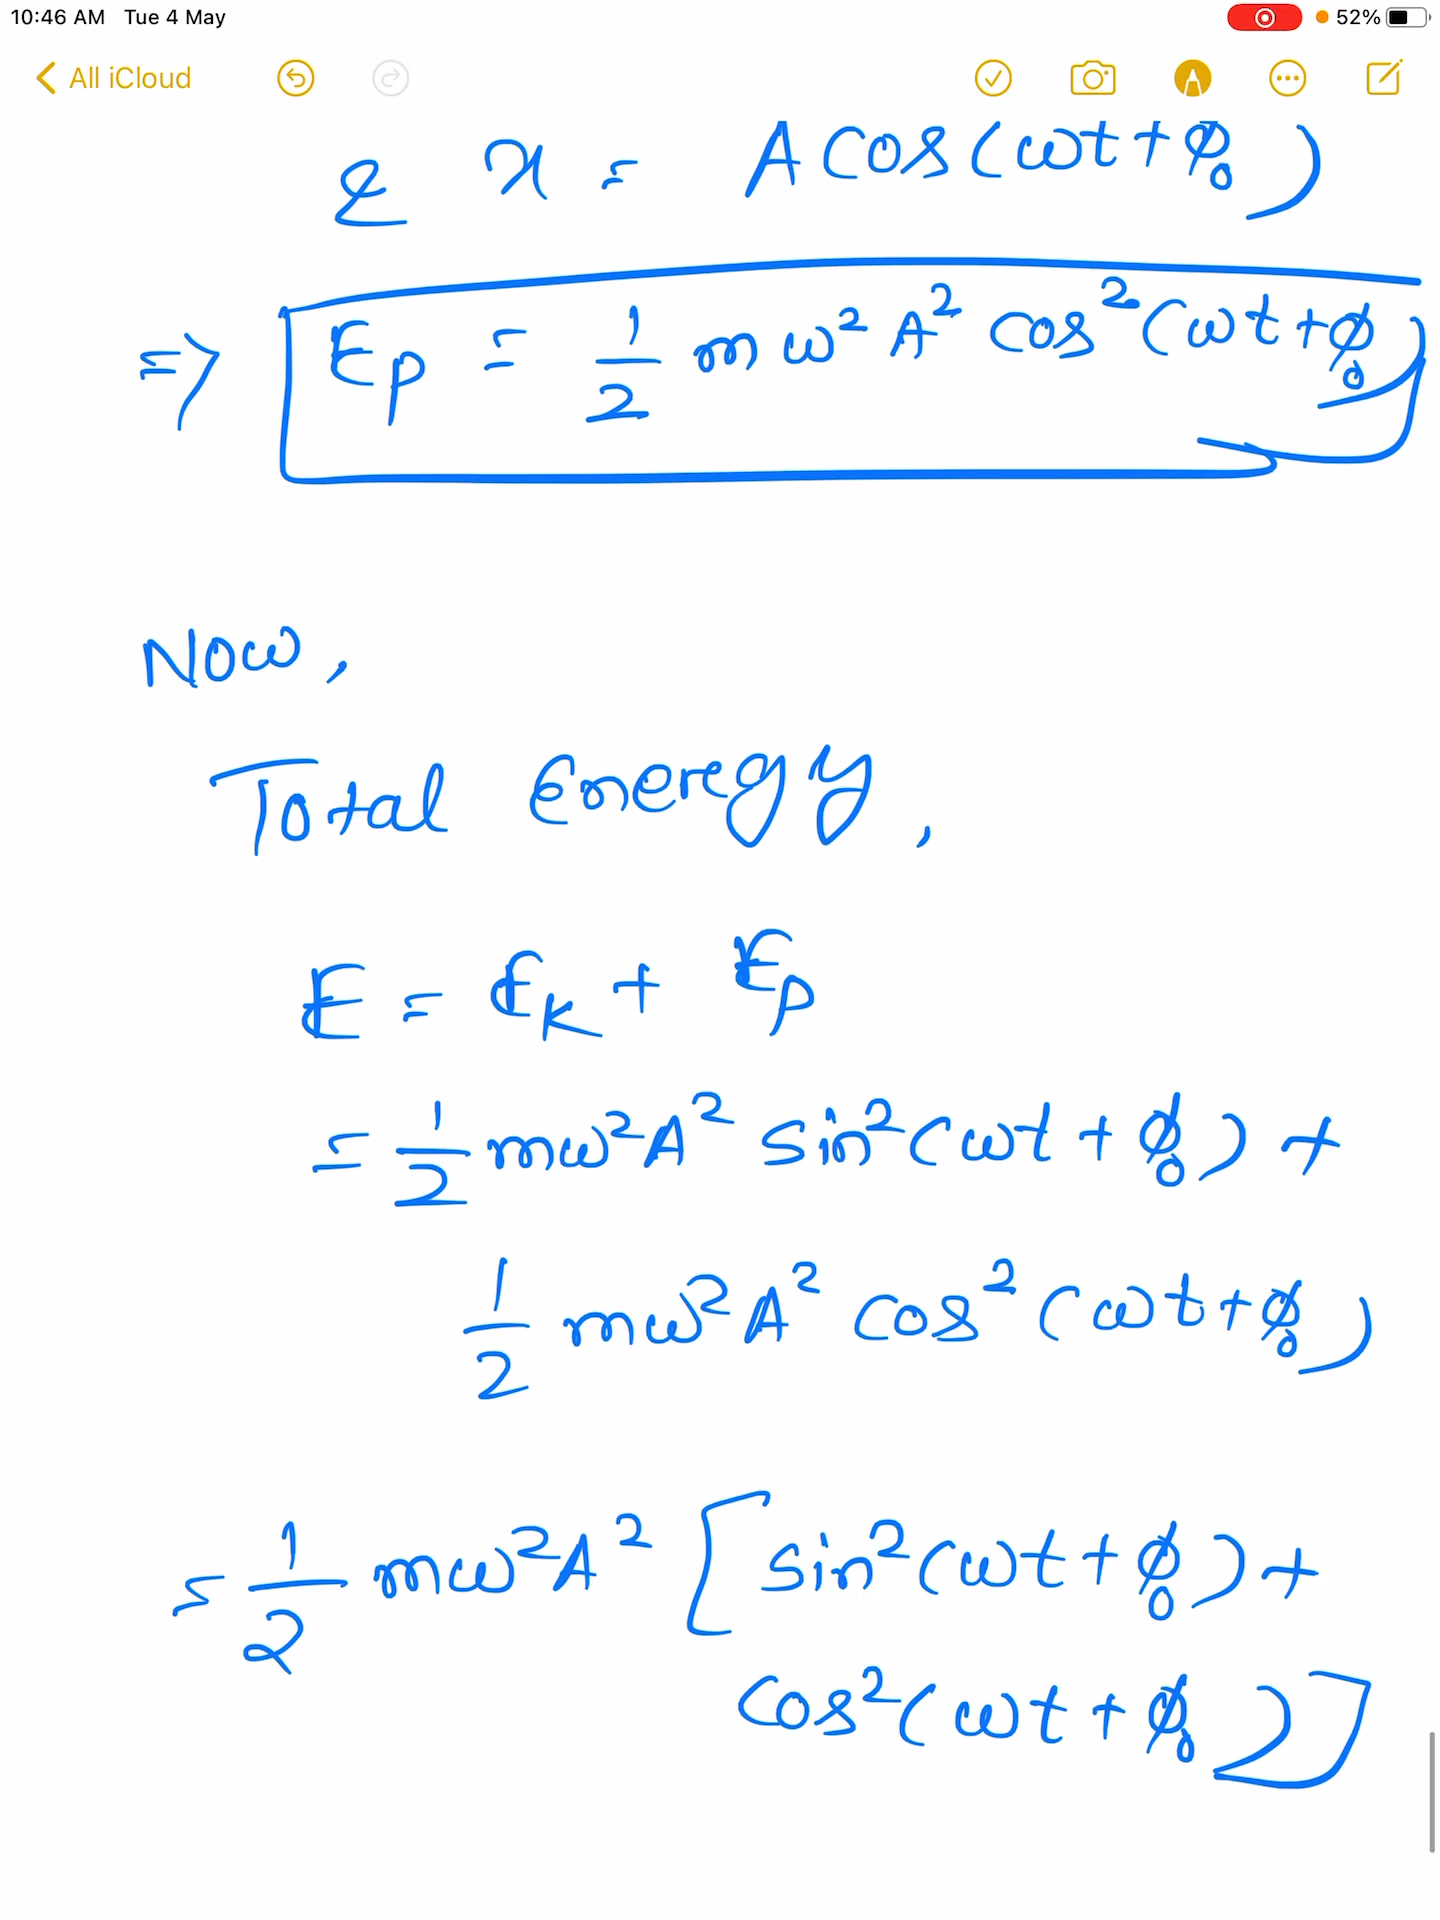 10:46 AM Tue 4 May 52%
All iCloud
& x = A cos(ωt+φ₀)
=> Ep = 1/2 m ω² A² cos²(ωt+φ₀)
Now,
Total Eneregy,
E = Ek + Ep
= 1/2 mω²A² sin²(ωt+φ₀) +
1/2 mω²A² cos²(ωt+φ₀)
= 1/2 mω²A² [sin²(ωt+φ₀) +
cos²(ωt+φ₀)]